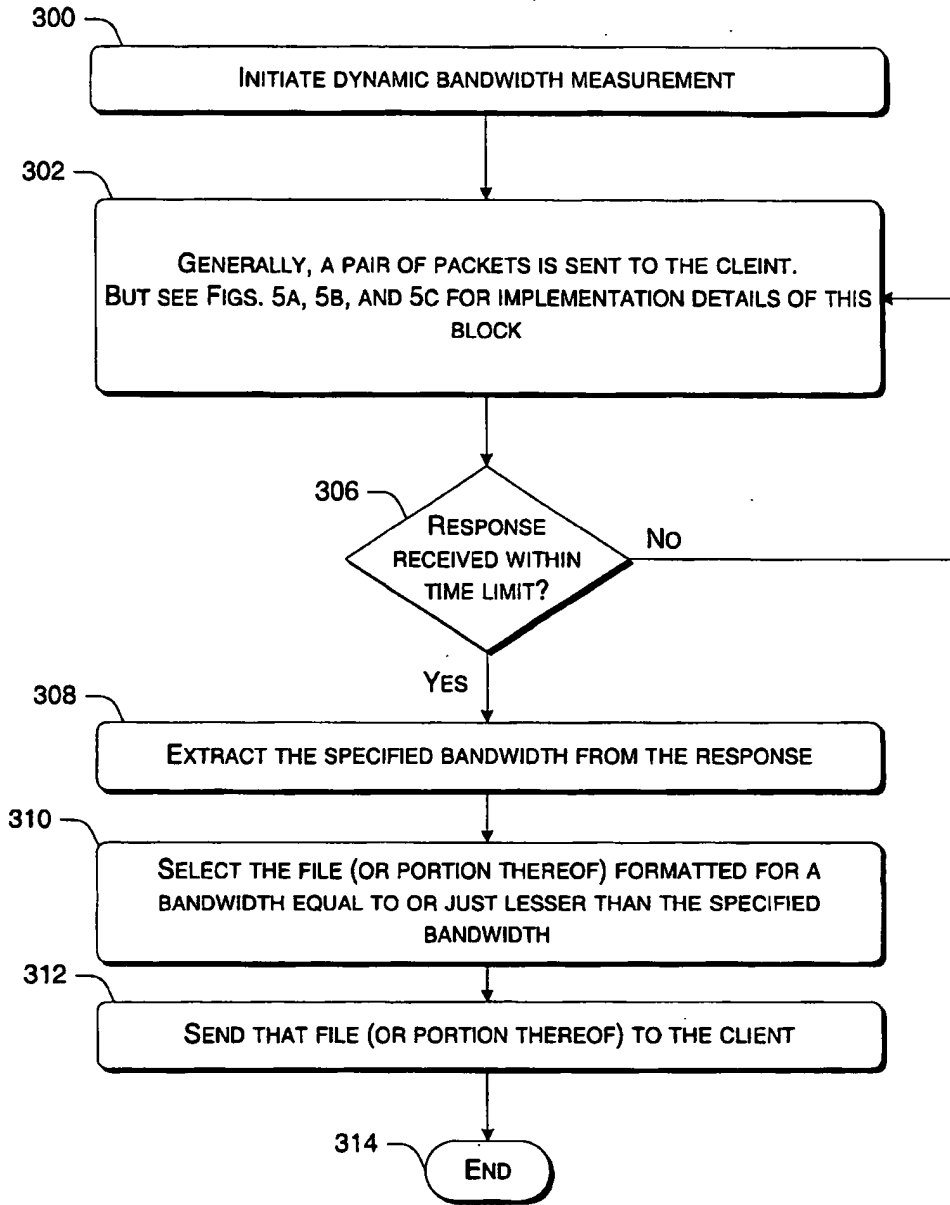 300
INITIATE DYNAMIC BANDWIDTH MEASUREMENT
302
GENERALLY, A PAIR OF PACKETS IS SENT TO THE CLEINT.
BUT SEE FIGS. 5A, 5B, AND 5C FOR IMPLEMENTATION DETAILS OF THIS
BLOCK
306
RESPONSE
RECEIVED WITHIN
TIME LIMIT?
NO
YES
308
EXTRACT THE SPECIFIED BANDWIDTH FROM THE RESPONSE
310
SELECT THE FILE (OR PORTION THEREOF) FORMATTED FOR A
BANDWIDTH EQUAL TO OR JUST LESSER THAN THE SPECIFIED
BANDWIDTH
312
SEND THAT FILE (OR PORTION THEREOF) TO THE CLIENT
314
END